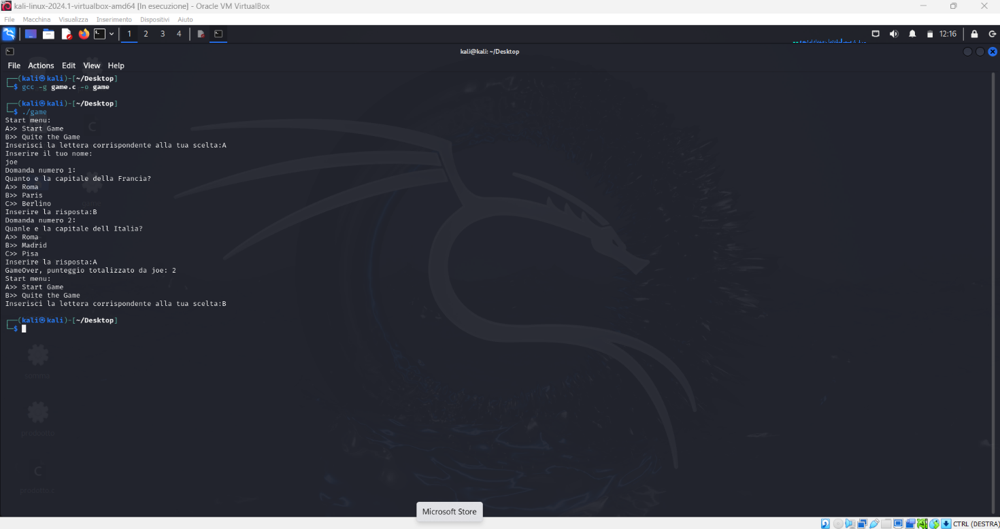 kali-linux-2024.1-virtualbox-amd64 [In esecuzione] - Oracle VM VirtualBox
File Macchina Visualizza Inserimento Dispositivi Aiuto
1 2 3 4 12:16
kali@kali: ~/Desktop
File Actions Edit View Help
(kali㉿kali)-[~/Desktop]
$ gcc -g game.c -o game
(kali㉿kali)-[~/Desktop]
$ ./game
Start menu:
A>> Start Game
B>> Quite the Game
Inserisci la lettera corrispondente alla tua scelta:A
Inserire il tuo nome:
joe
Domanda numero 1:
Quanto e la capitale della Francia?
A>> Roma
B>> Paris
C>> Berlino
Inserire la risposta:B
Domanda numero 2:
Quanle e la capitale dell Italia?
A>> Roma
B>> Madrid
C>> Pisa
Inserire la risposta:A
GameOver, punteggio totalizzato da joe: 2
Start menu:
A>> Start Game
B>> Quite the Game
Inserisci la lettera corrispondente alla tua scelta:B
(kali㉿kali)-[~/Desktop]
$
somma
prodootto
C
prodotto.c
Microsoft Store
CTRL (DESTRA)